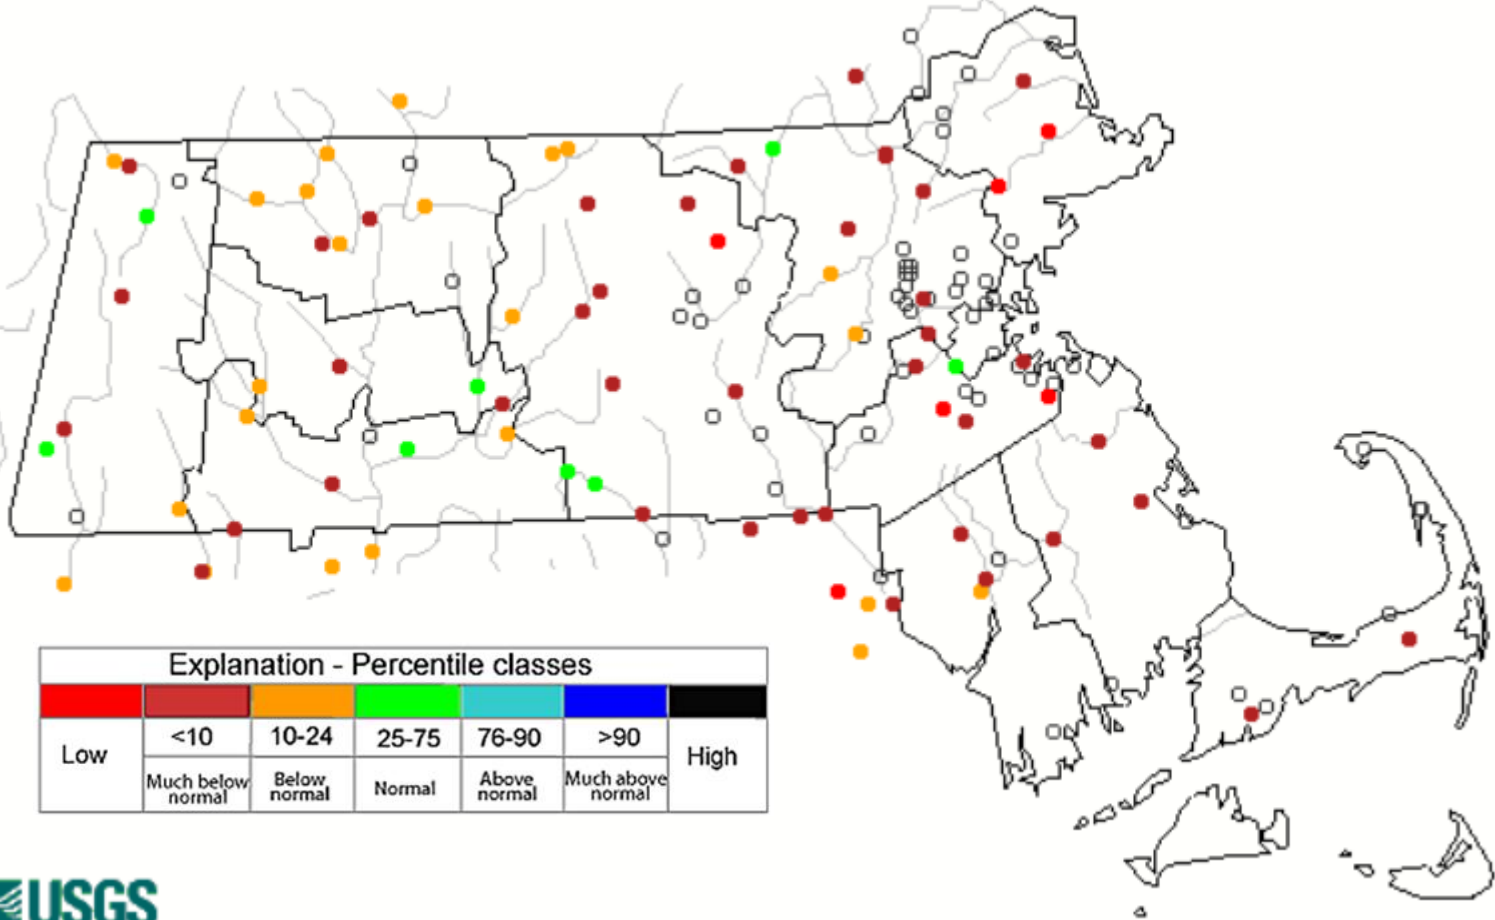 Explanation - Percentile classes
Low
<10
10-24
25-75
76-90
>90
High
Much below
normal
Below
normal
Normal
Above
normal
Much above
normal
USGS